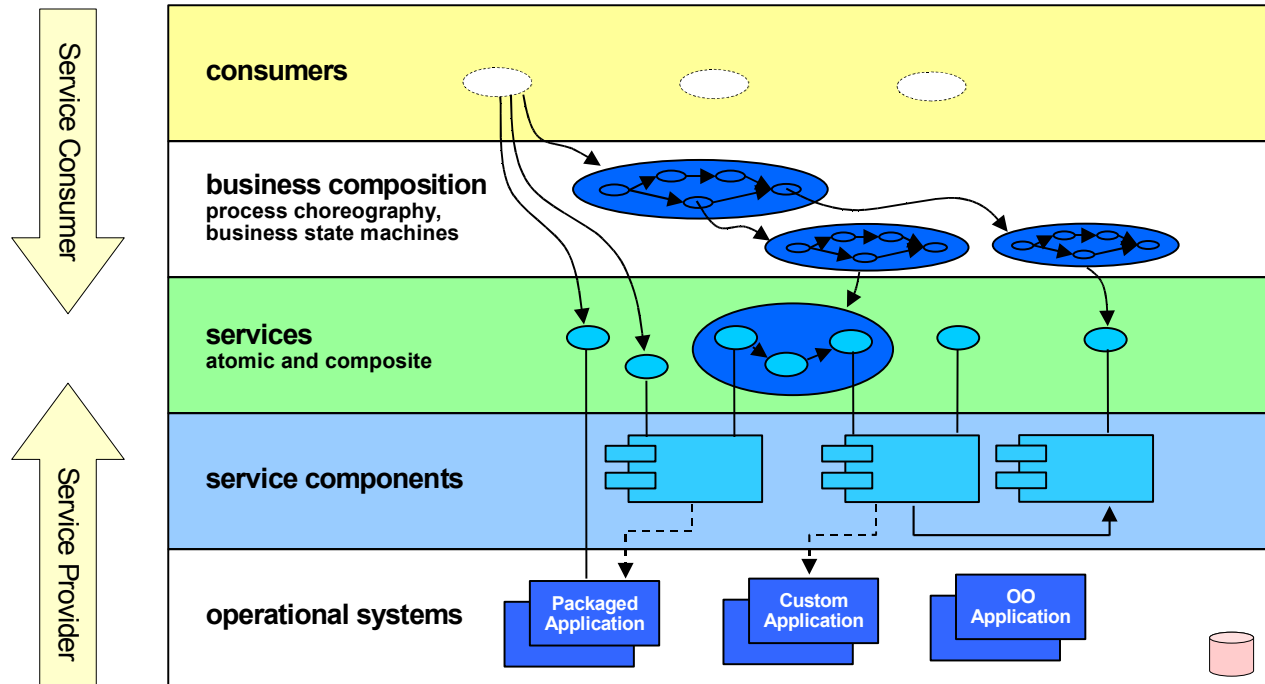 Service Consumer
Service Provider
consumers
business composition
process choreography,
business state machines
services
atomic and composite
service components
operational systems
Packaged
Application
Custom
Application
OO
Application